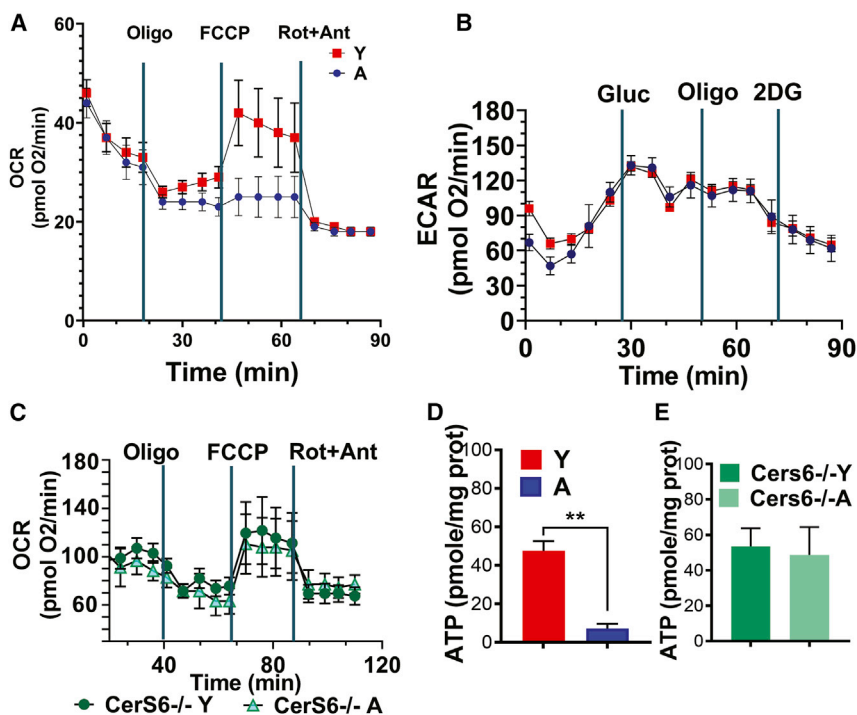 A
60
40
20
0
OCR
(pmol O2/min)
Oligo FCCP Rot+Ant
Y
A
0 30 60 90
Time (min)
B
180
150
120
90
60
30
0
ECAR
(pmol O2/min)
Gluc Oligo 2DG
0 30 60 90
Time (min)
C
180
140
100
60
OCR
(pmol O2/min)
Oligo FCCP Rot+Ant
40 80 120
Time (min)
CerS6-/- Y CerS6-/- A
D
100
80
60
40
20
0
ATP (pmole/mg prot)
Y
A
**
E
100
80
60
40
20
0
ATP (pmole/mg prot)
Cers6-/-Y
Cers6-/-A